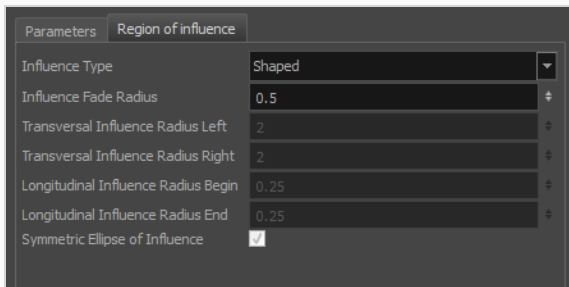 Parameters Region of influence
Influence Type Shaped
Influence Fade Radius 0.5
Transversal Influence Radius Left 2
Transversal Influence Radius Right 2
Longitudinal Influence Radius Begin 0.25
Longitudinal Influence Radius End 0.25
Symmetric Ellipse of Influence